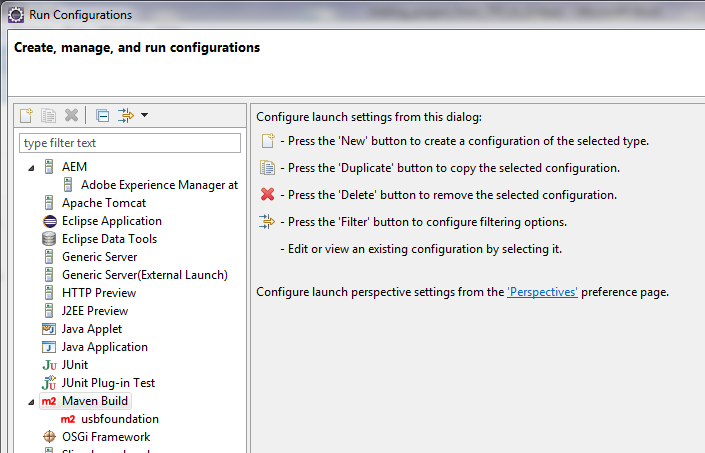 Run Configurations
Create, manage, and run configurations
type filter text
AEM
Adobe Experience Manager at
Apache Tomcat
Eclipse Application
Eclipse Data Tools
Generic Server
Generic Server(External Launch)
HTTP Preview
J2EE Preview
Java Applet
Java Application
Ju JUnit
Ju JUnit Plug-in Test
m2 Maven Build
m2 usbfoundation
OSGi Framework
Configure launch settings from this dialog:
- Press the 'New' button to create a configuration of the selected type.
- Press the 'Duplicate' button to copy the selected configuration.
- Press the 'Delete' button to remove the selected configuration.
- Press the 'Filter' button to configure filtering options.
- Edit or view an existing configuration by selecting it.
Configure launch perspective settings from the 'Perspectives' preference page.